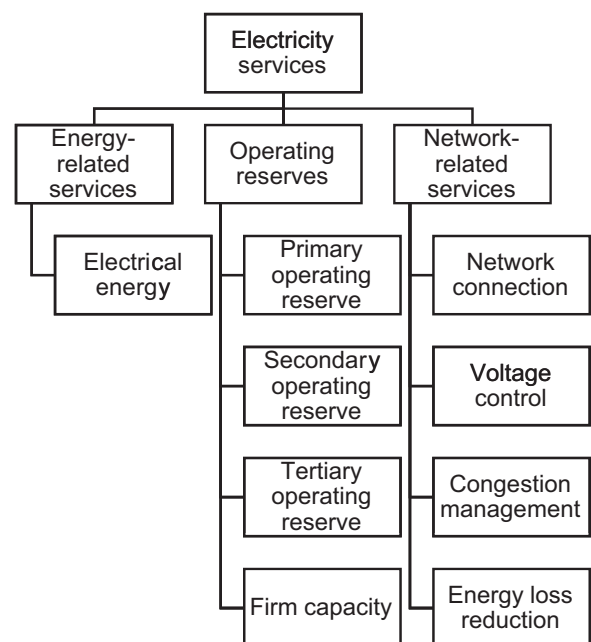 Electricity
services
Energy-
related
services
Operating
reserves
Network-
related
services
Electrical
energy
Primary
operating
reserve
Secondary
operating
reserve
Tertiary
operating
reserve
Firm capacity
Network
connection
Voltage
control
Congestion
management
Energy loss
reduction